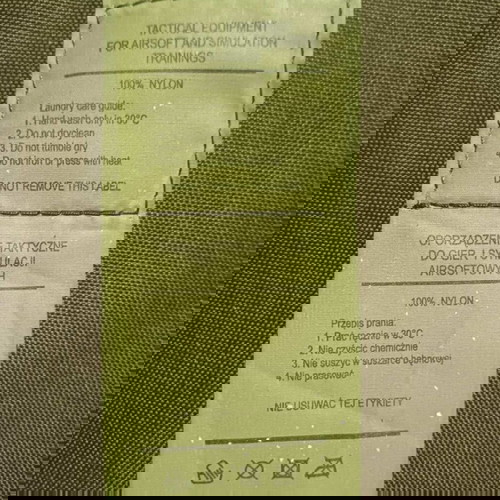 TACTICAL EQUIPMENT
FOR AIRSOFT AND SIMULATION
TRAININGS
100% NYLON
Laundry care guide:
1. Hand wash only in 30°C
2. Do not dryclean
3. Do not tumble dry
Do not iron or press with heat
DO NOT REMOVE THIS LABEL
OPORZĄDZENIE TAKTYCZNE
DO GIER I SYMULACJI
AIRSOFTOWYCH
100% NYLON
Przepis prania:
1. Prać ręcznie w 30°C
2. Nie czyścić chemicznie
3. Nie suszyć w suszarce bębnowej
4. Nie prasować
NIE USUWAĆ TEJ ETYKIETY